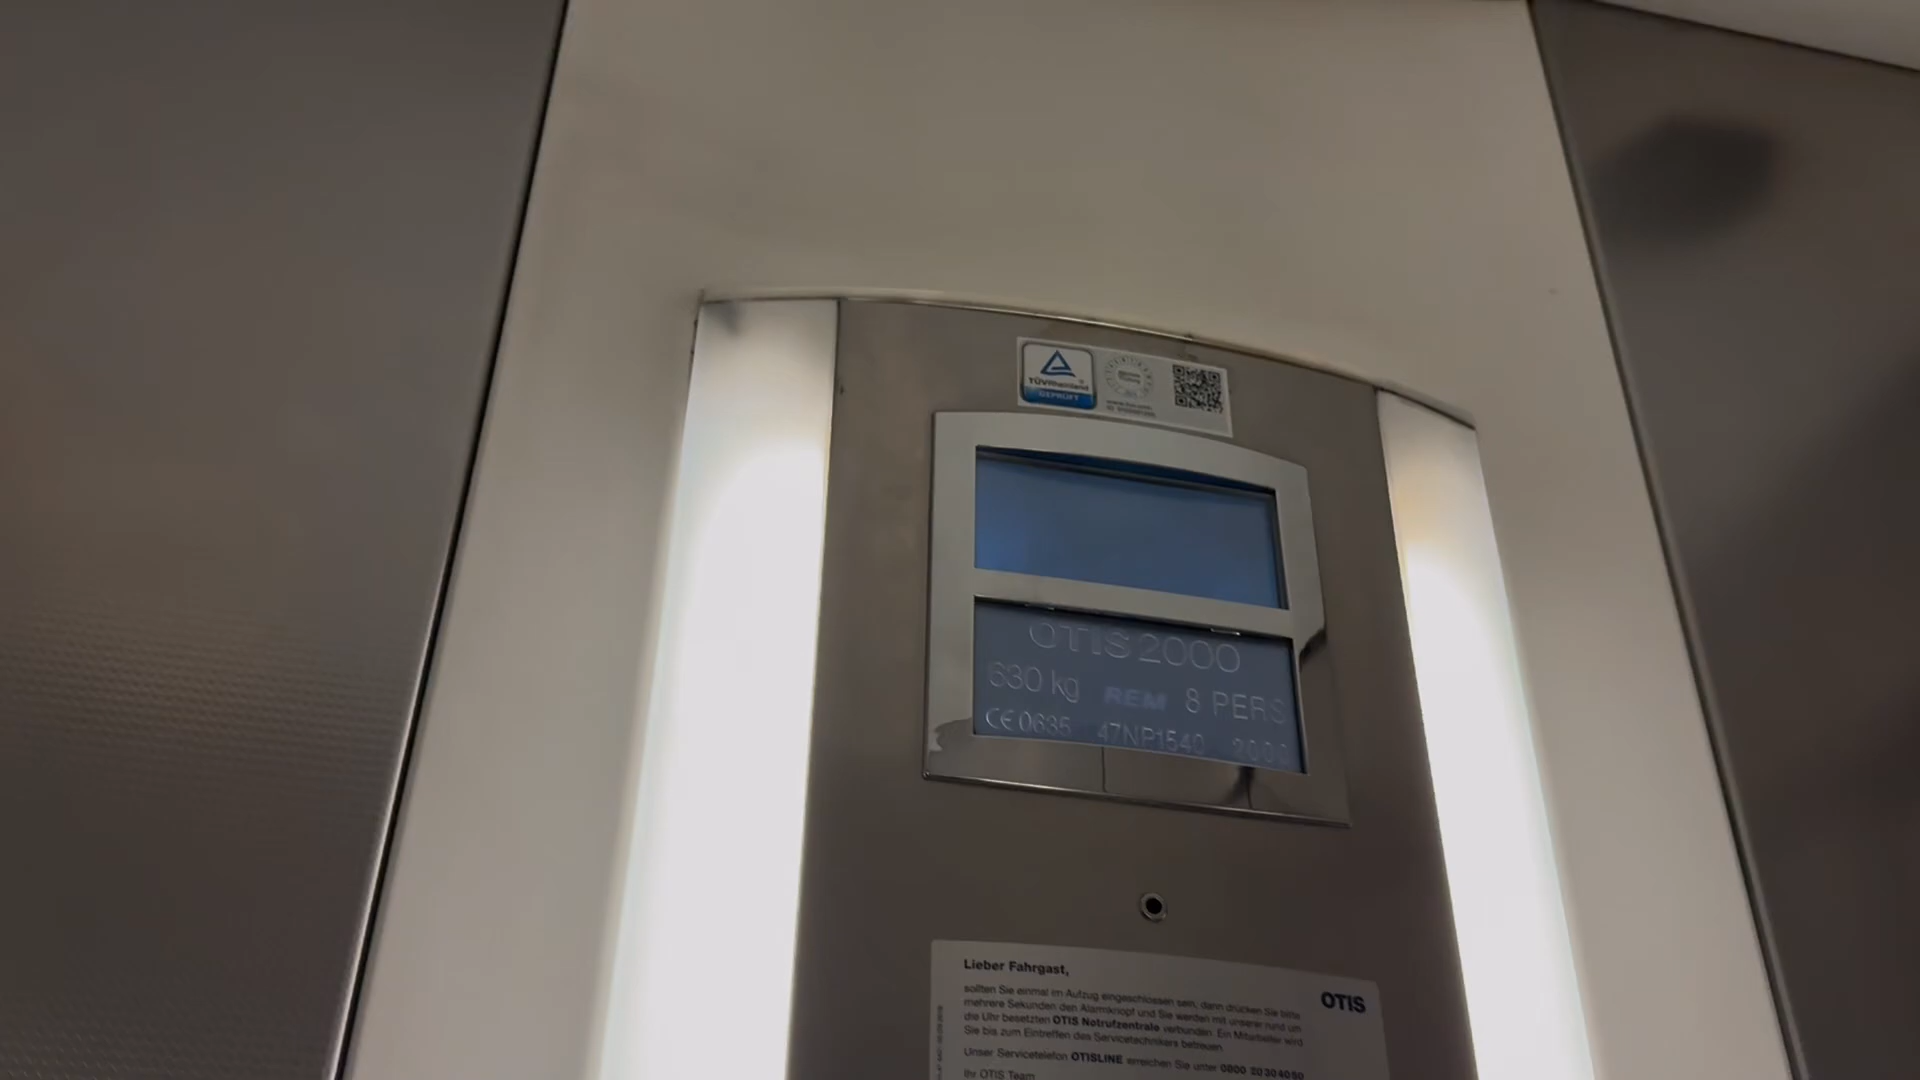 TÜVRheinland
GEPRÜFT
OTIS 2000
630 kg REM 8 PERS
CE 0635 47NP1540
Lieber Fahrgast,
OTIS
sollten Sie einmal im Aufzug eingeschlossen sein, dann drücken Sie bitte
mehrere Sekunden den Alarmknopf und Sie werden mit unserer rund um
die Uhr besetzten OTIS Notrufzentrale verbunden. Ein Mitarbeiter wird
Sie bis zum Eintreffen des Servicetechnikers betreuen.
Unser Servicetelefon OTISLINE erreichen Sie unter 0800 20304050
Ihr OTIS Team